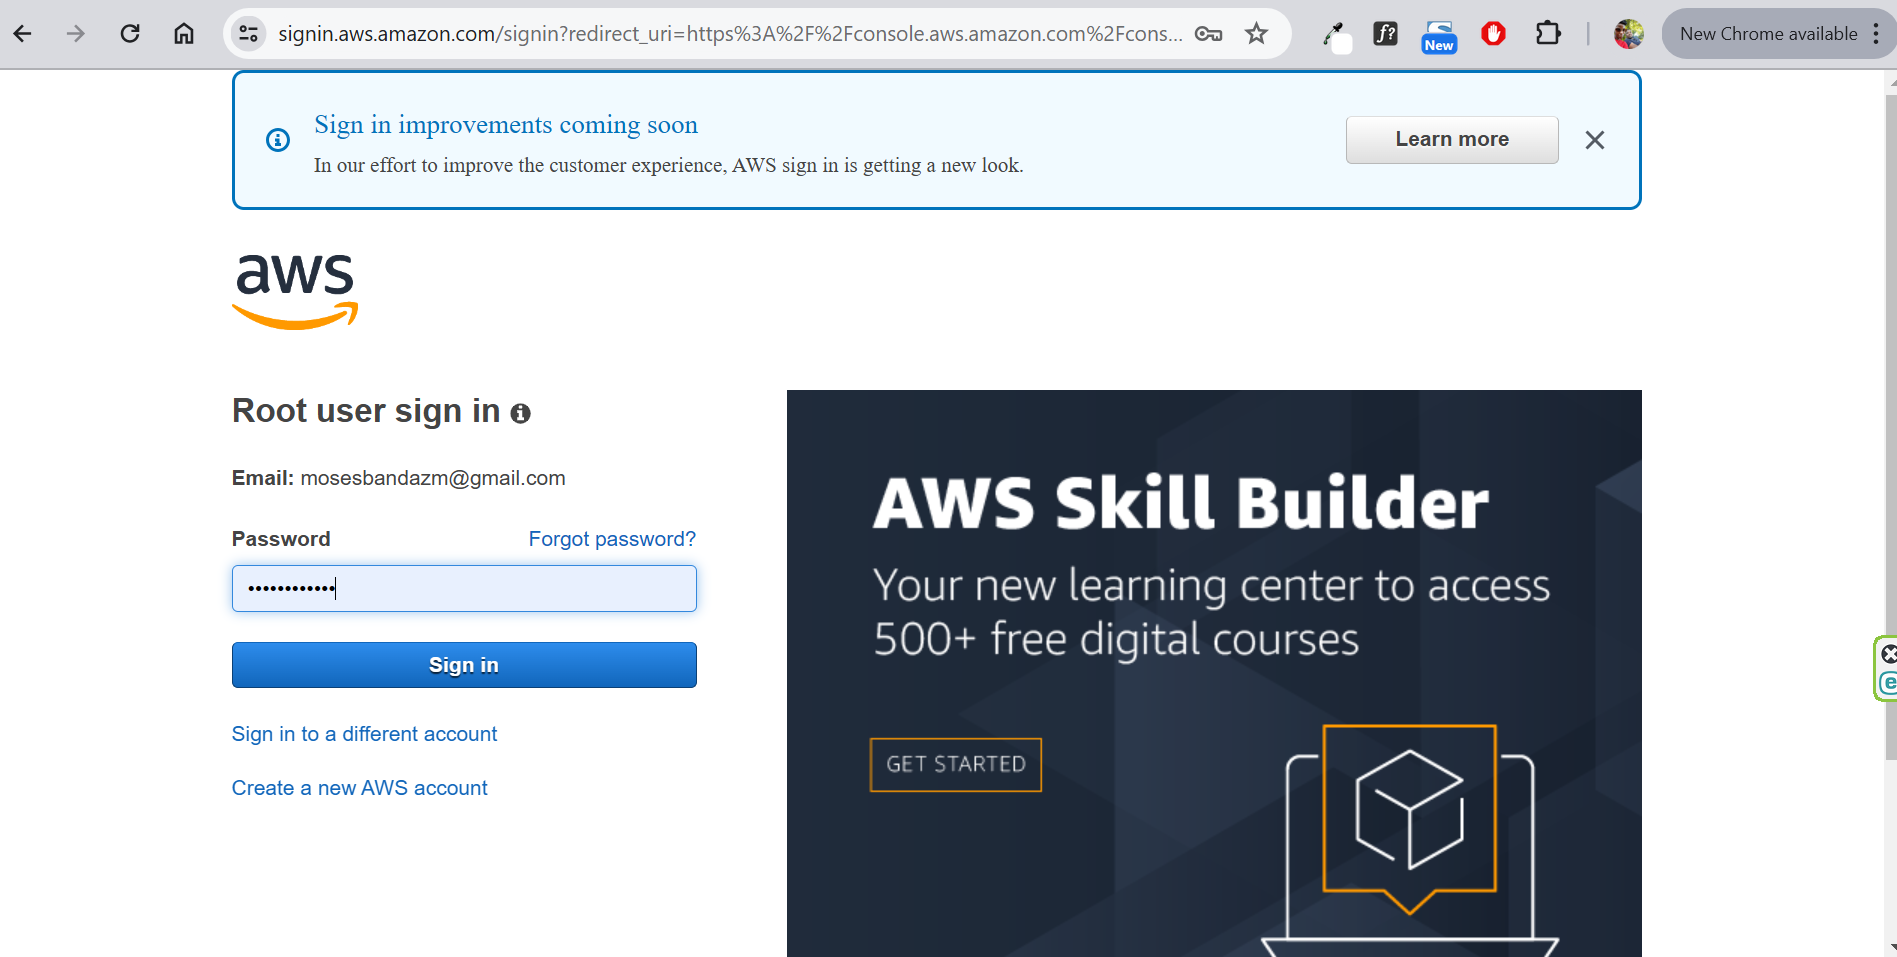 signin.aws.amazon.com/signin?redirect_uri=https%3A%2F%2Fconsole.aws.amazon.com%2Fcons...
f?
New
New Chrome available
Sign in improvements coming soon
In our effort to improve the customer experience, AWS sign in is getting a new look.
Learn more
aws
Root user sign in
Email: mosesbandazm@gmail.com
Password
Forgot password?
••••••••••••
Sign in
Sign in to a different account
Create a new AWS account
AWS Skill Builder
Your new learning center to access
500+ free digital courses
GET STARTED
e